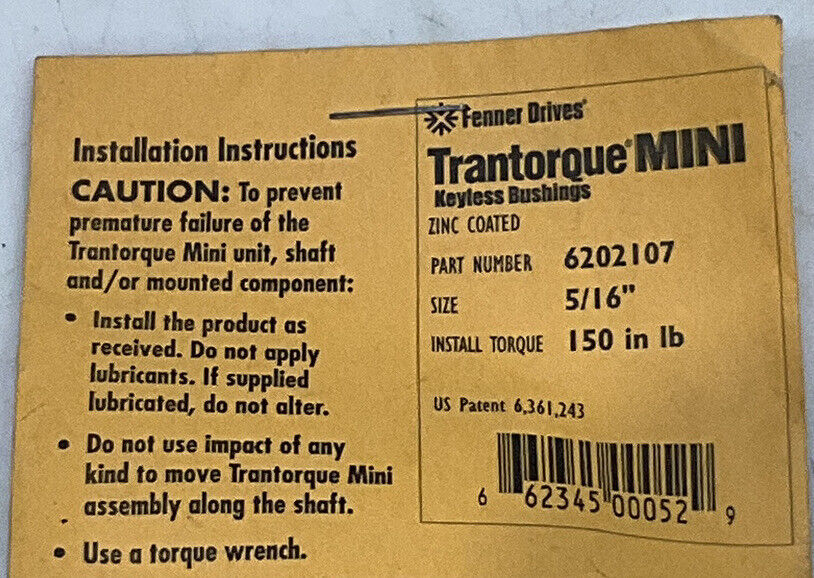 Installation Instructions
CAUTION: To prevent
premature failure of the
Trantorque Mini unit, shaft
and/or mounted component:
• Install the product as
received. Do not apply
lubricants. If supplied
lubricated, do not alter.
• Do not use impact of any
kind to move Trantorque Mini
assembly along the shaft.
• Use a torque wrench.
Fenner Drives®
Trantorque® MINI
Keyless Bushings
ZINC COATED
PART NUMBER 6202107
SIZE 5/16"
INSTALL TORQUE 150 in lb
US Patent 6,361,243
6 62345 00052 9